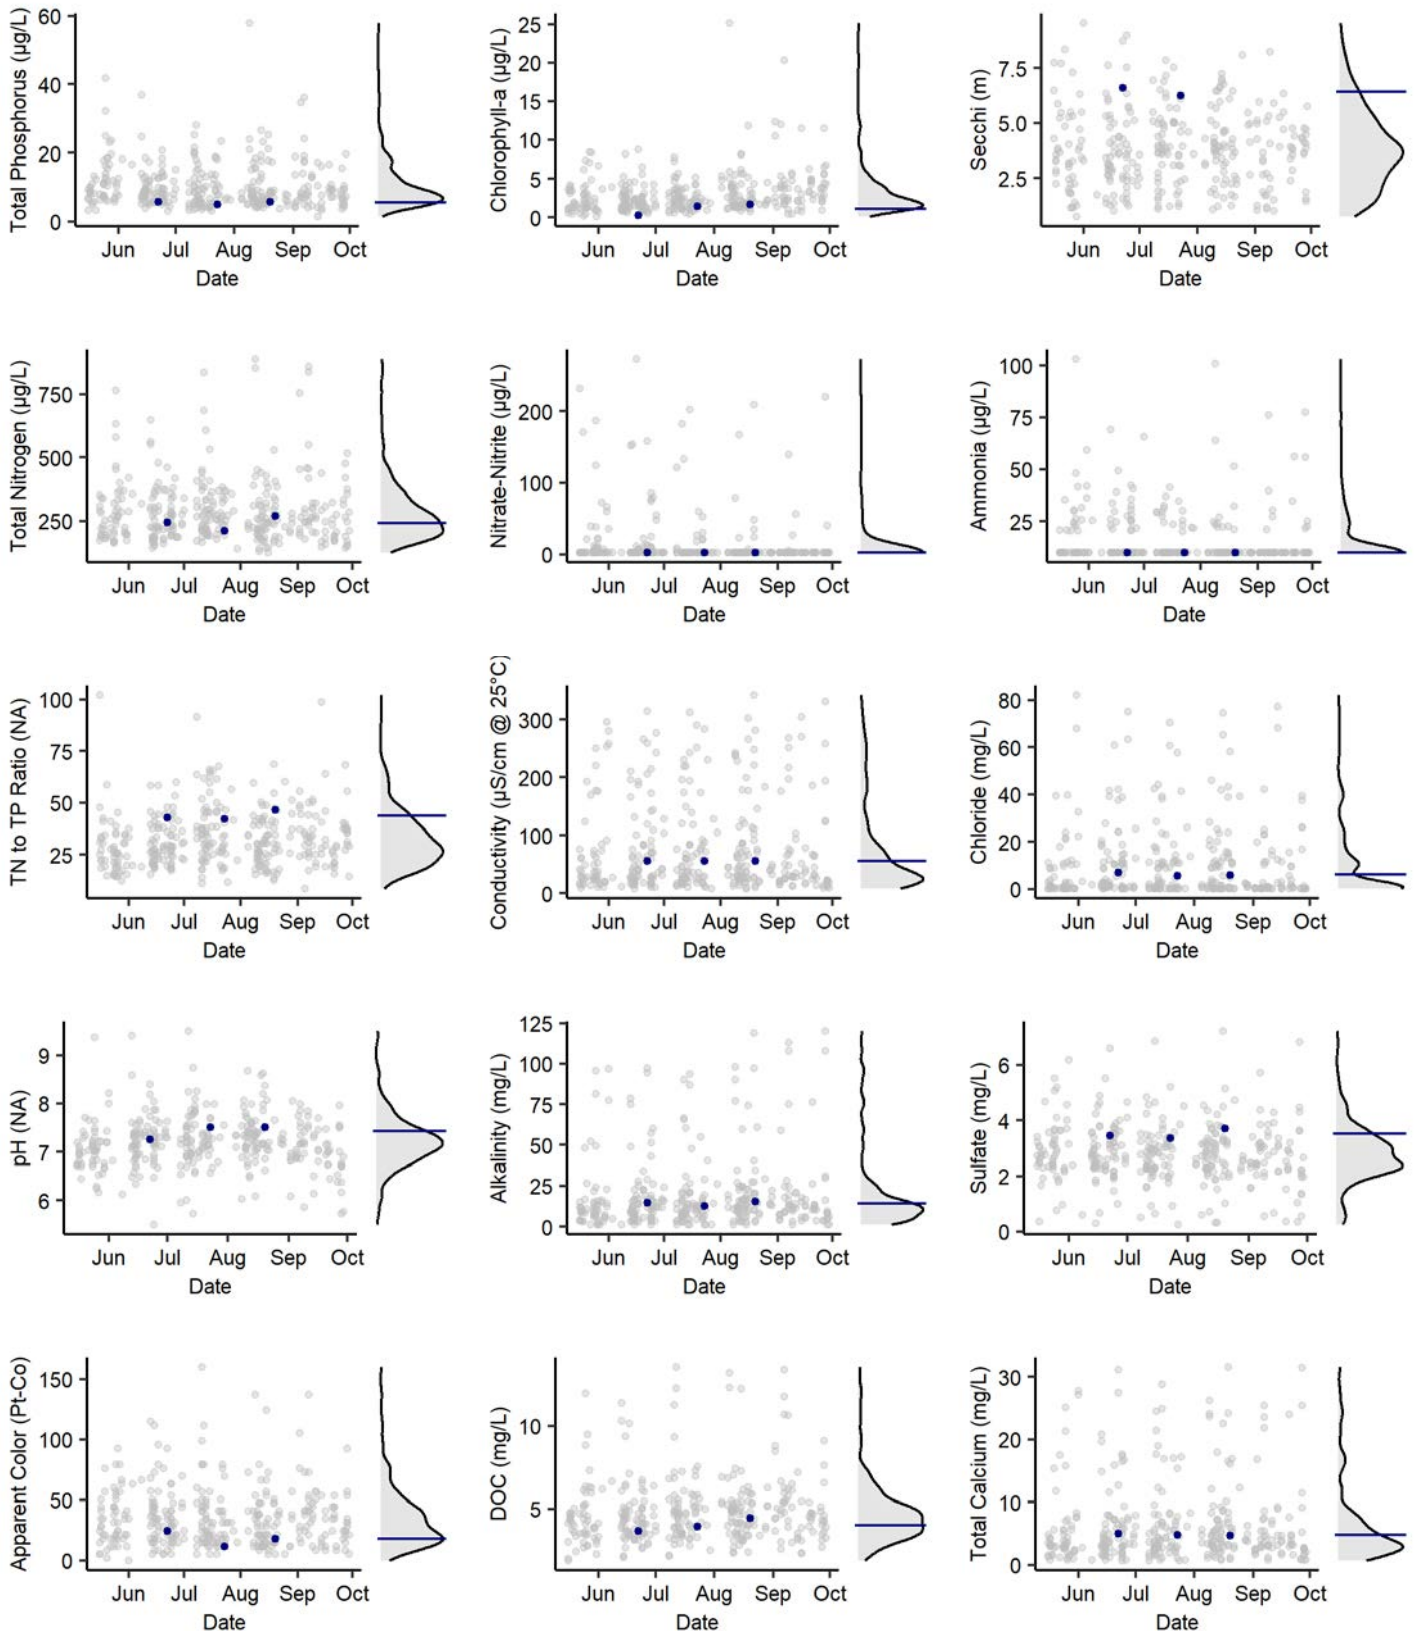 Total Phosphorus (µg/L)
60
40
20
0
Jun Jul Aug Sep Oct
Date
Chlorophyll-a (µg/L)
25
20
15
10
5
0
Jun Jul Aug Sep Oct
Date
Secchi (m)
7.5
5.0
2.5
Jun Jul Aug Sep Oct
Date
Total Nitrogen (µg/L)
750
500
250
Jun Jul Aug Sep Oct
Date
Nitrate-Nitrite (µg/L)
200
100
0
Jun Jul Aug Sep Oct
Date
Ammonia (µg/L)
100
75
50
25
Jun Jul Aug Sep Oct
Date
TN to TP Ratio (NA)
100
75
50
25
Jun Jul Aug Sep Oct
Date
Conductivity (µS/cm @ 25°C)
300
200
100
0
Jun Jul Aug Sep Oct
Date
Chloride (mg/L)
80
60
40
20
0
Jun Jul Aug Sep Oct
Date
pH (NA)
9
8
7
6
Jun Jul Aug Sep Oct
Date
Alkalinity (mg/L)
125
100
75
50
25
0
Jun Jul Aug Sep Oct
Date
Sulfate (mg/L)
6
4
2
0
Jun Jul Aug Sep Oct
Date
Apparent Color (Pt-Co)
150
100
50
0
Jun Jul Aug Sep Oct
Date
DOC (mg/L)
10
5
Jun Jul Aug Sep Oct
Date
Total Calcium (mg/L)
30
20
10
0
Jun Jul Aug Sep Oct
Date